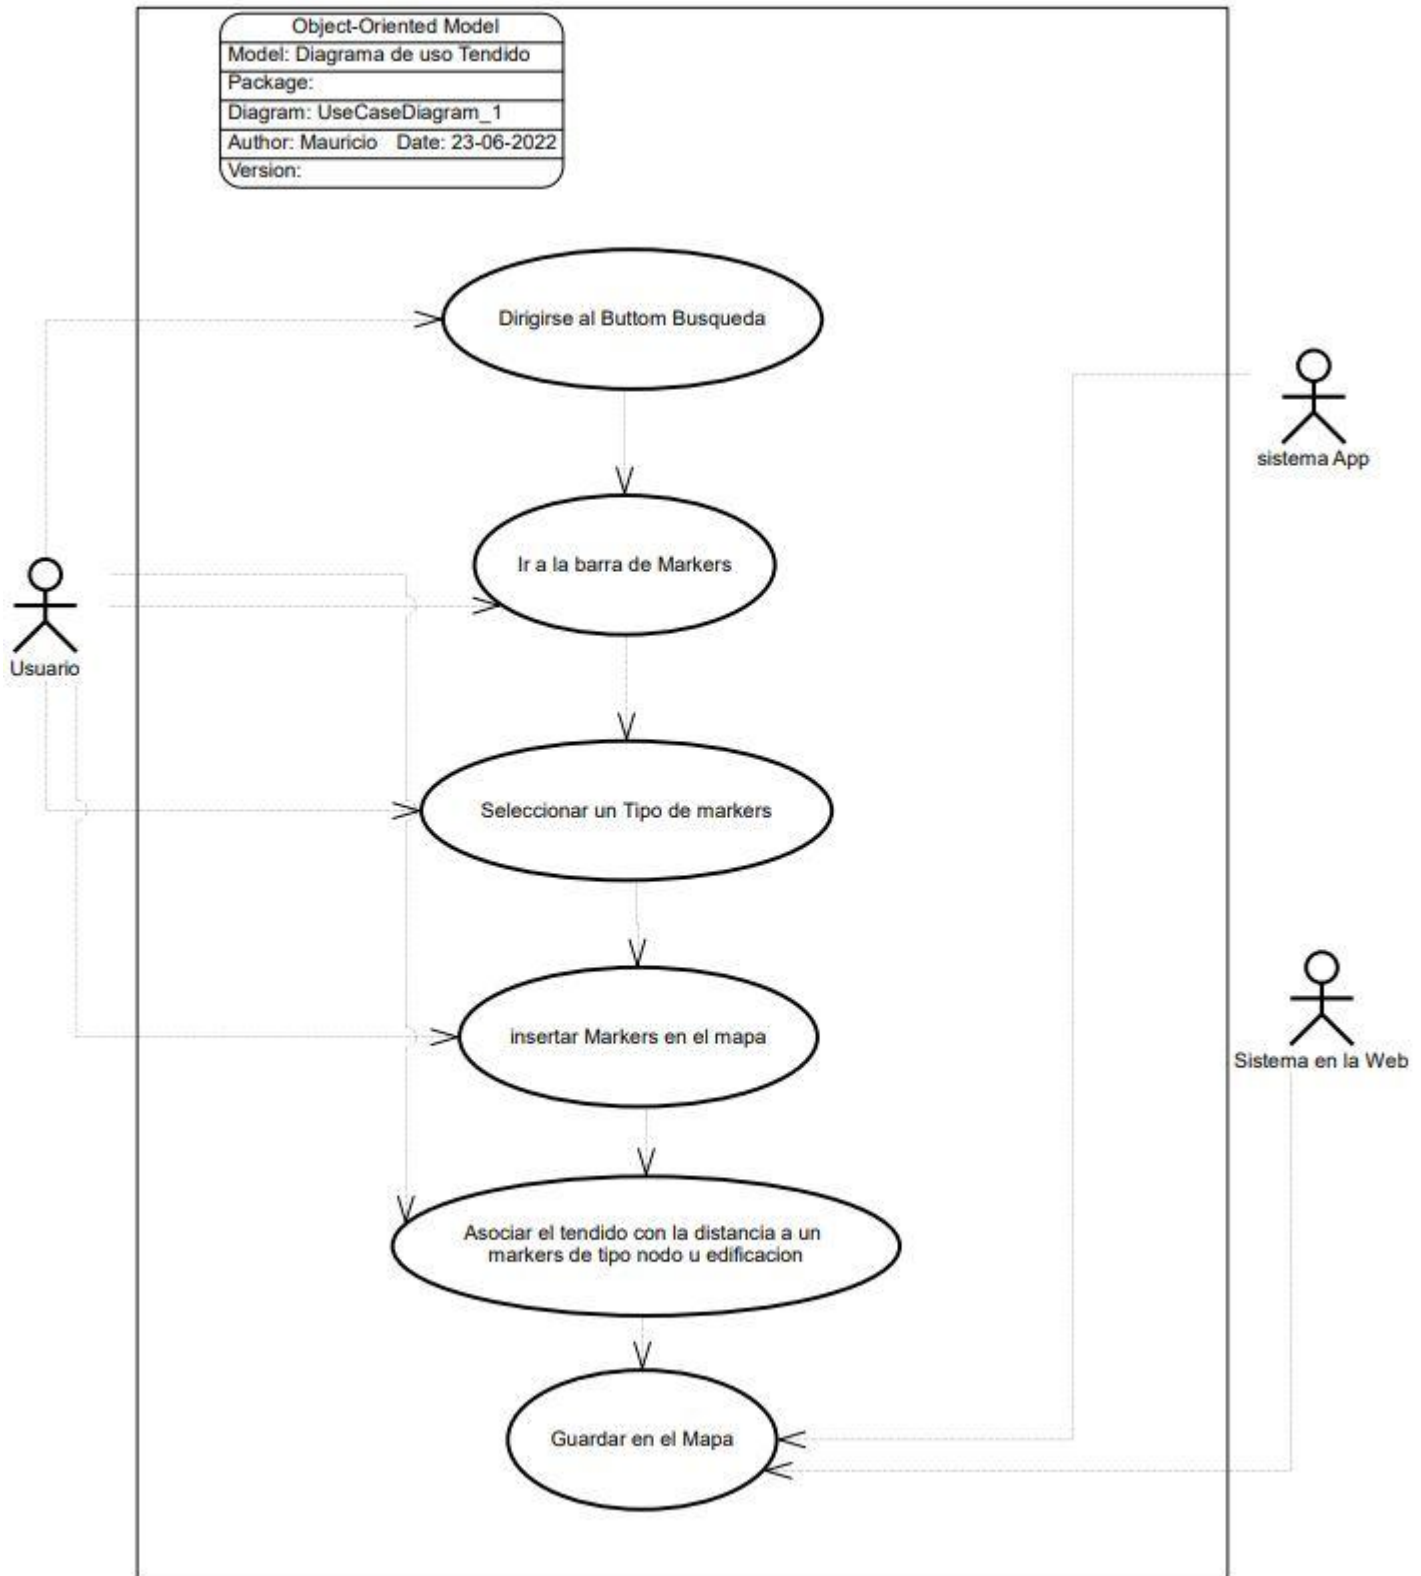 Object-Oriented Model
Model: Diagrama de uso Tendido
Package:
Diagram: UseCaseDiagram_1
Author: Mauricio Date: 23-06-2022
Version:
Dirigirse al Buttom Busqueda
sistema App
Ir a la barra de Markers
Usuario
Seleccionar un Tipo de markers
insertar Markers en el mapa
Sistema en la Web
Asociar el tendido con la distancia a un
markers de tipo nodo u edificacion
Guardar en el Mapa